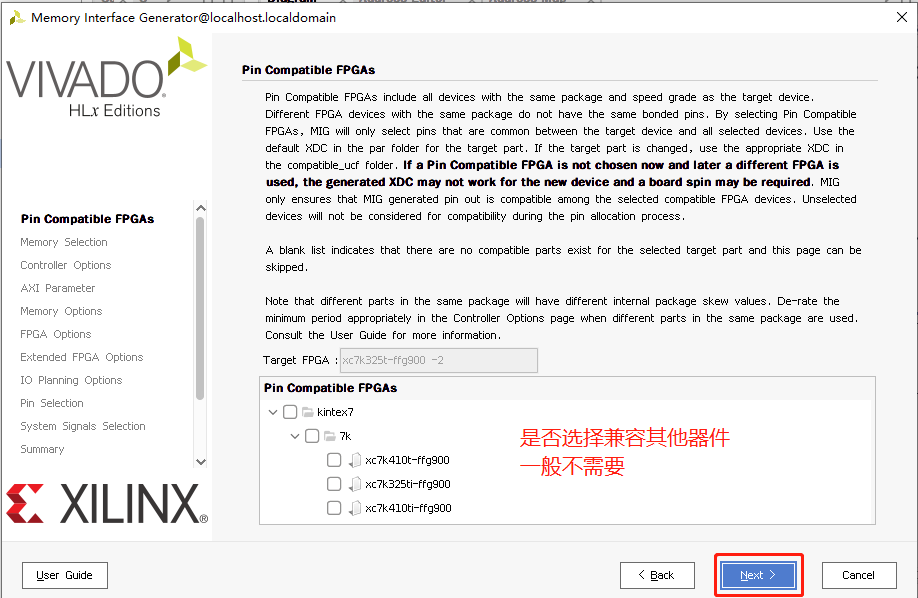 Memory Interface Generator@localhost.localdomain
VIVADO
HLx Editions
Pin Compatible FPGAs
Memory Selection
Controller Options
AXI Parameter
Memory Options
FPGA Options
Extended FPGA Options
IO Planning Options
Pin Selection
System Signals Selection
Summary
XILINX
Pin Compatible FPGAs
Pin Compatible FPGAs include all devices with the same package and speed grade as the target device.
Different FPGA devices with the same package do not have the same bonded pins. By selecting Pin Compatible
FPGAs, MIG will only select pins that are common between the target device and all selected devices. Use the
default XDC in the par folder for the target part. If the target part is changed, use the appropriate XDC in
the compatible_ucf folder. If a Pin Compatible FPGA is not chosen now and later a different FPGA is
used, the generated XDC may not work for the new device and a board spin may be required. MIG
only ensures that MIG generated pin out is compatible among the selected compatible FPGA devices. Unselected
devices will not be considered for compatibility during the pin allocation process.
A blank list indicates that there are no compatible parts exist for the selected target part and this page can be
skipped.
Note that different parts in the same package will have different internal package skew values. De-rate the
minimum period appropriately in the Controller Options page when different parts in the same package are used.
Consult the User Guide for more information.
Target FPGA : xc7k325t-ffg900 -2
Pin Compatible FPGAs
kintex7
7k
xc7k410t-ffg900
xc7k325ti-ffg900
xc7k410ti-ffg900
是否选择兼容其他器件
一般不需要
User Guide
< Back
Next >
Cancel